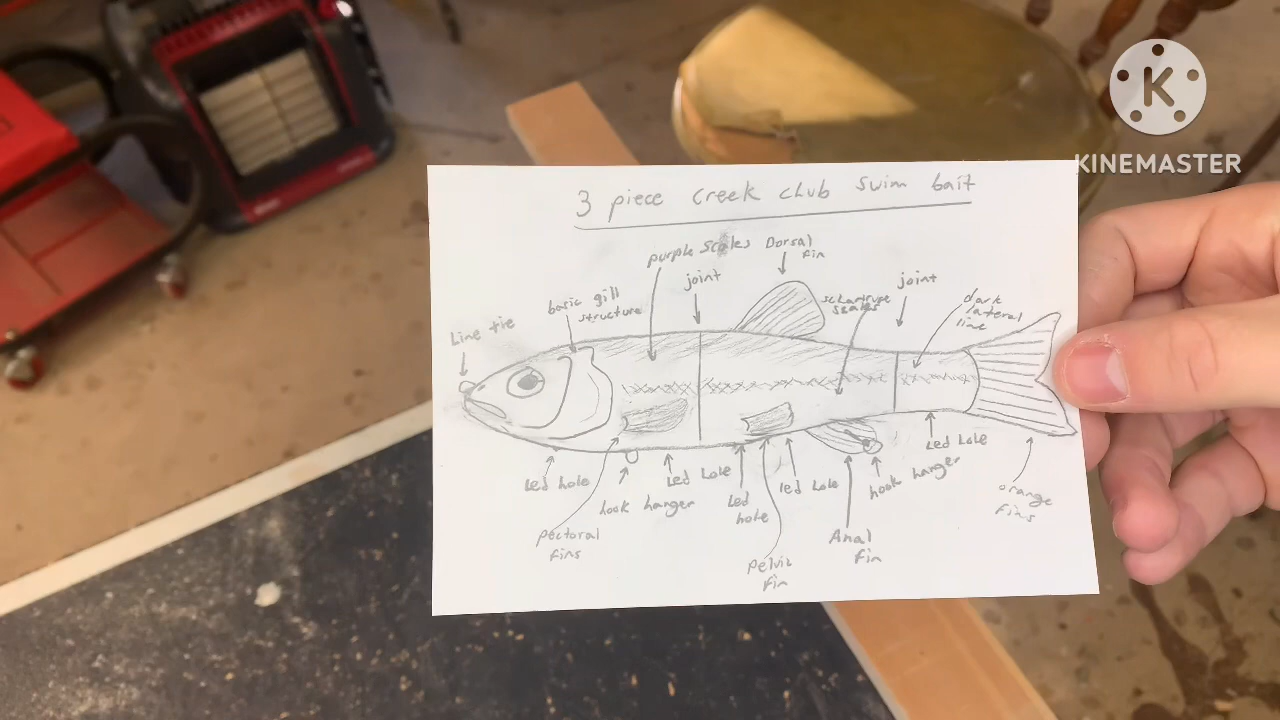 3 piece creek club swim bait
purple scales
Dorsal
fin
joint
joint
basic gill
structure
schartrupe
scales
dark
lateral
line
Line tie
Led hole
hook hanger
Led hole
Led
hole
led hole
hook hanger
Led hole
orange
fins
pectoral
fins
pelvic
fin
Anal
fin
K
KINEMASTER